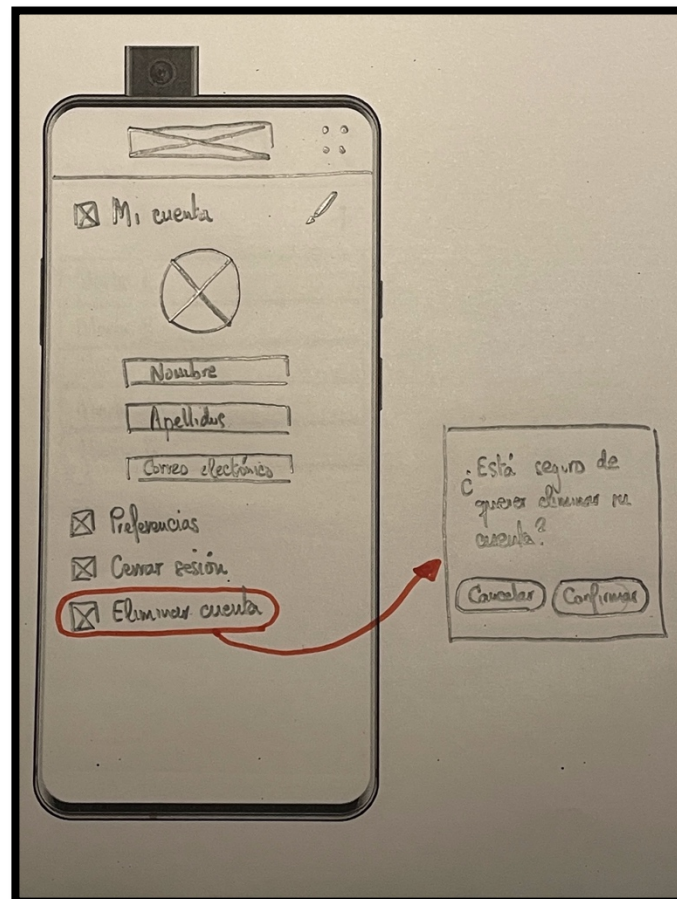 Mi cuenta
Nombre
Apellidos
Correo electrónico
Preferencias
Cerrar sesión
Eliminar cuenta
¿Está seguro de
querer eliminar su
cuenta?
Cancelar Confirmar